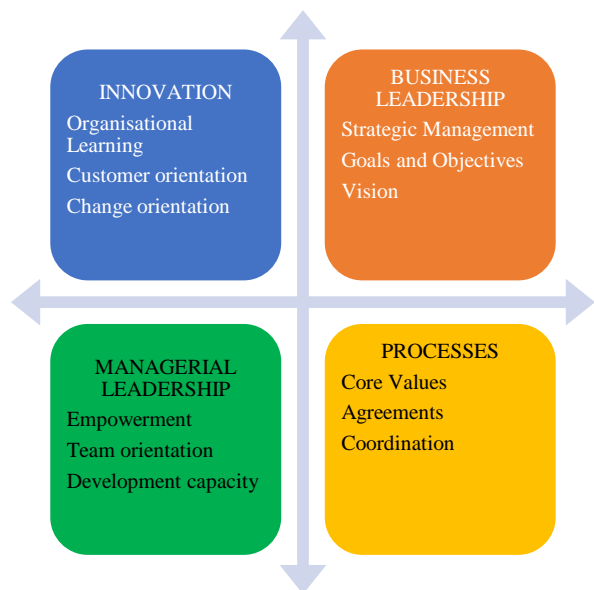 INNOVATION
Organisational
Learning
Customer orientation
Change orientation
BUSINESS
LEADERSHIP
Strategic Management
Goals and Objectives
Vision
MANAGERIAL
LEADERSHIP
Empowerment
Team orientation
Development capacity
PROCESSES
Core Values
Agreements
Coordination